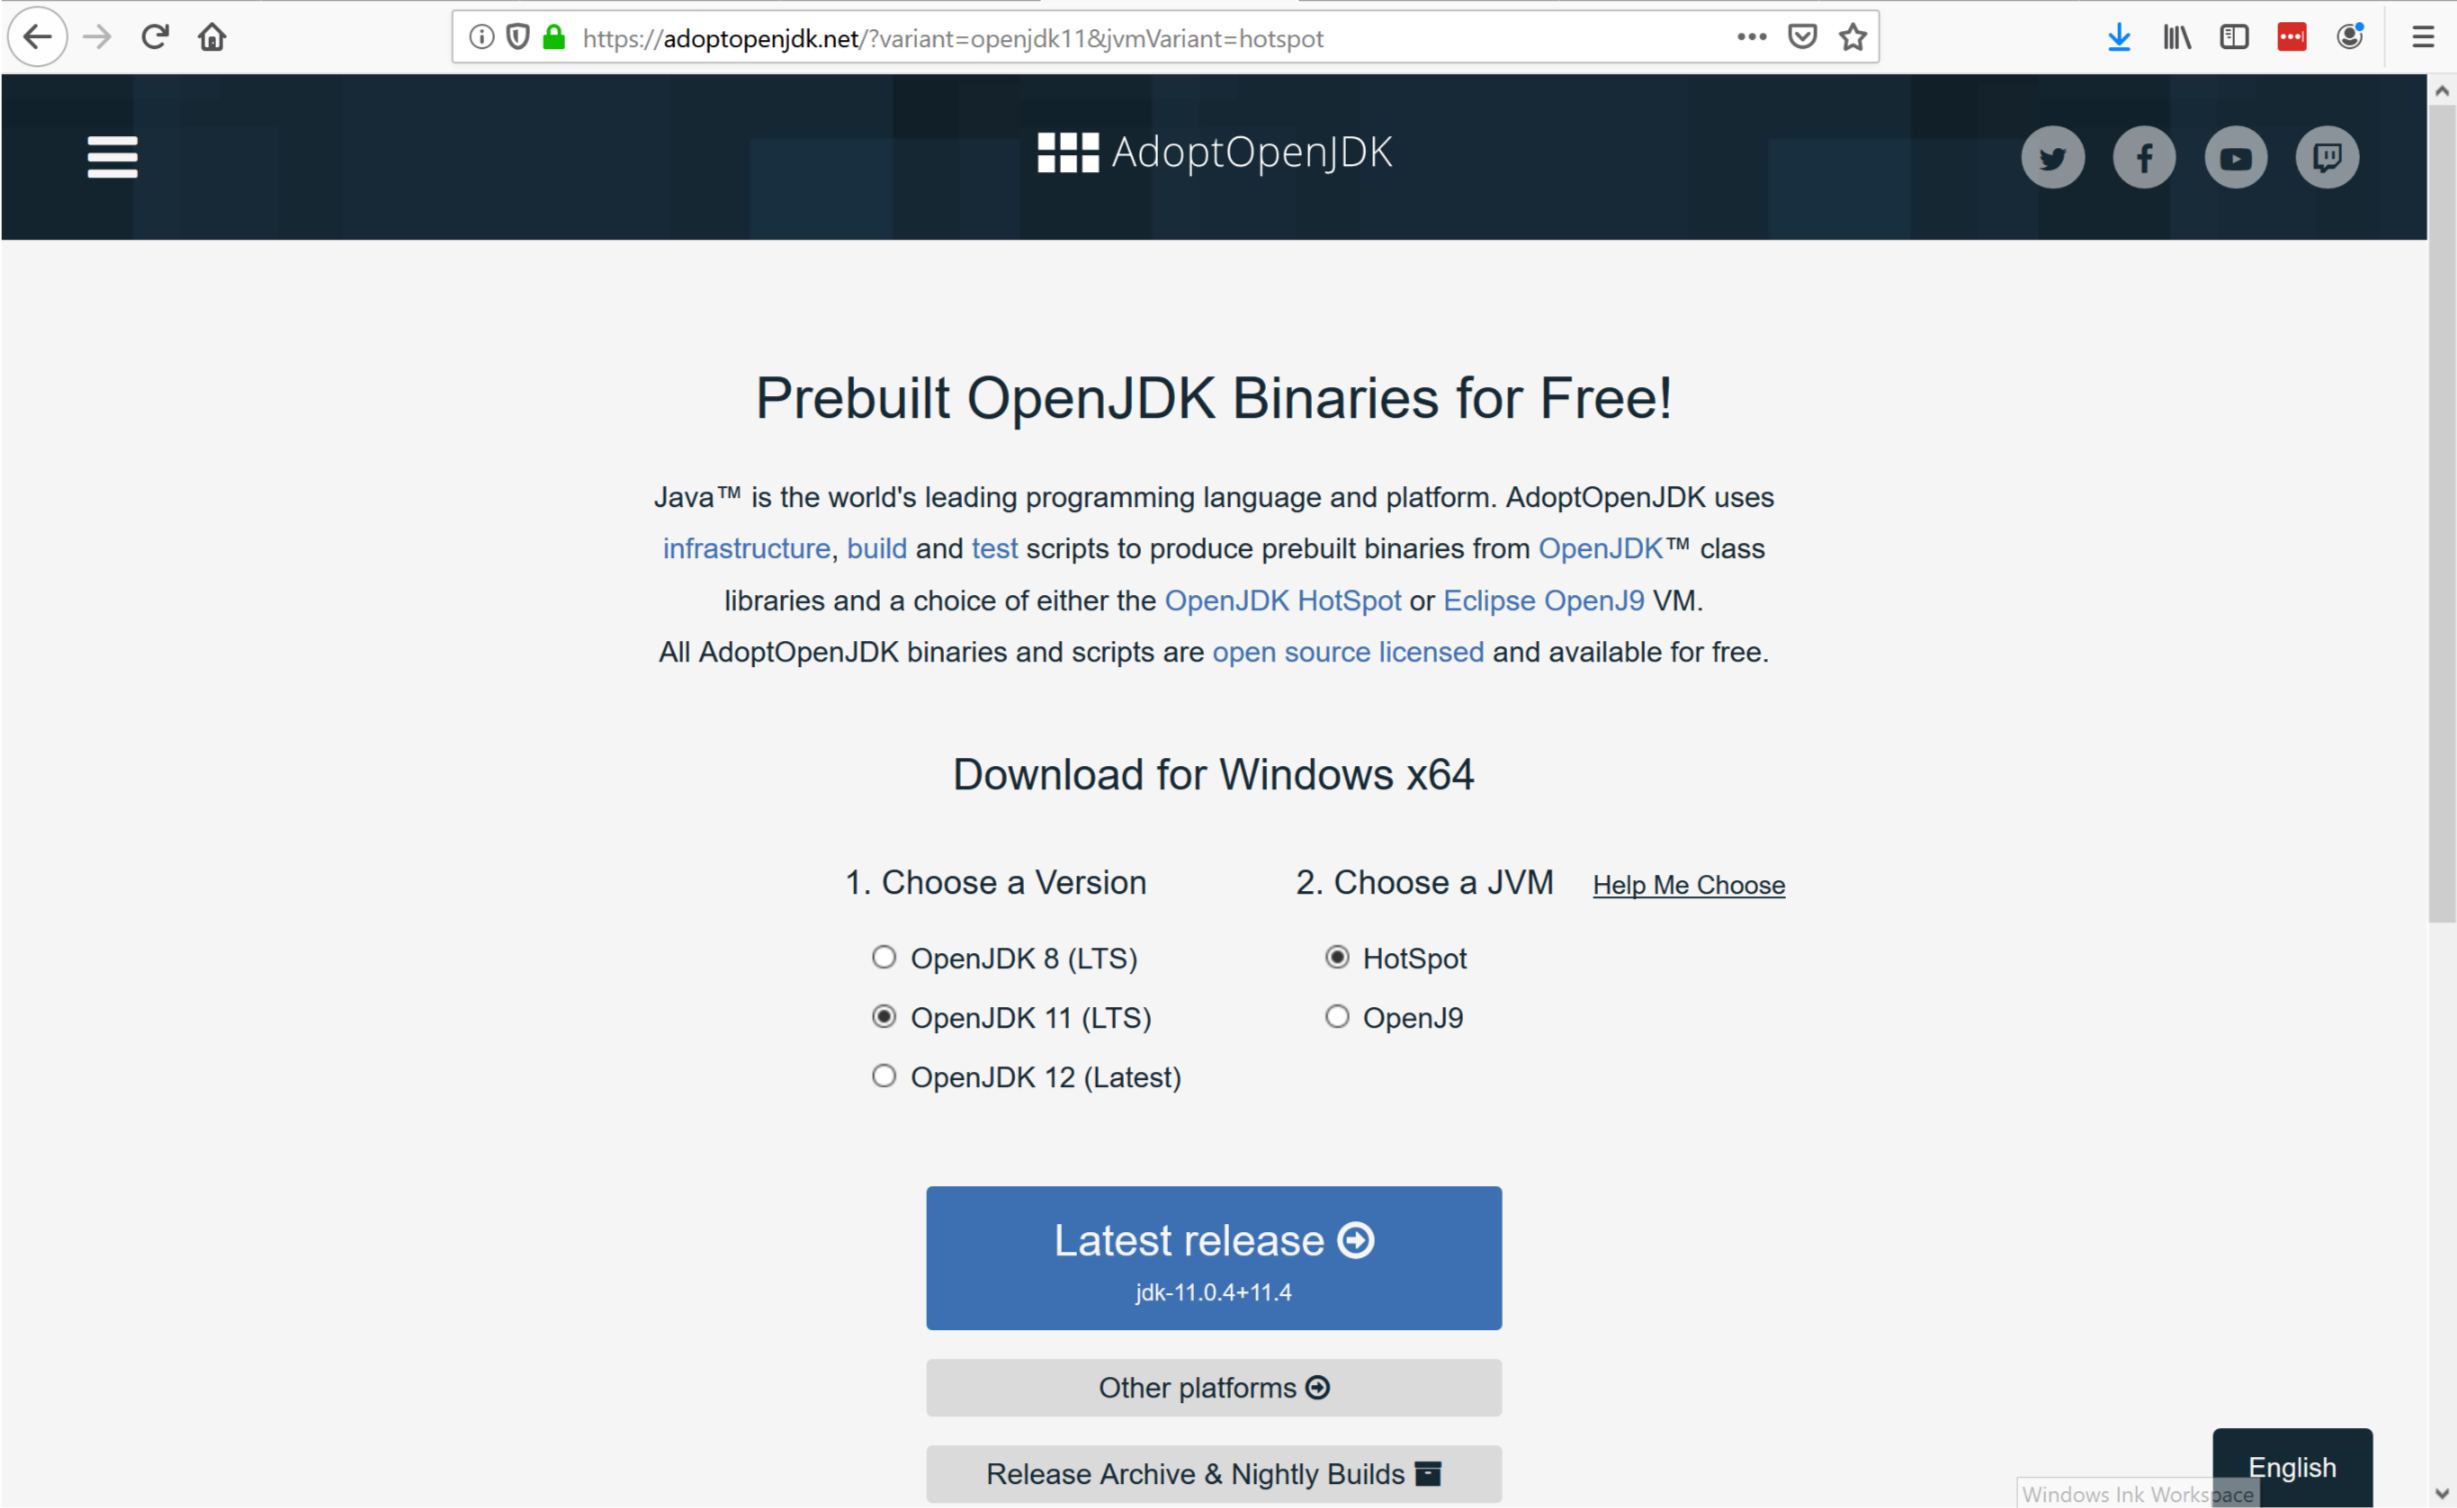 https://adoptopenjdk.net/?variant=openjdk11&jvmVariant=hotspot
AdoptOpenJDK
Prebuilt OpenJDK Binaries for Free!
Java™ is the world's leading programming language and platform. AdoptOpenJDK uses
infrastructure, build and test scripts to produce prebuilt binaries from OpenJDK™ class
libraries and a choice of either the OpenJDK HotSpot or Eclipse OpenJ9 VM.
All AdoptOpenJDK binaries and scripts are open source licensed and available for free.
Download for Windows x64
1. Choose a Version
OpenJDK 8 (LTS)
OpenJDK 11 (LTS)
OpenJDK 12 (Latest)
2. Choose a JVM
Help Me Choose
HotSpot
OpenJ9
Latest release
jdk-11.0.4+11.4
Other platforms
Release Archive & Nightly Builds
English
Windows Ink Workspace